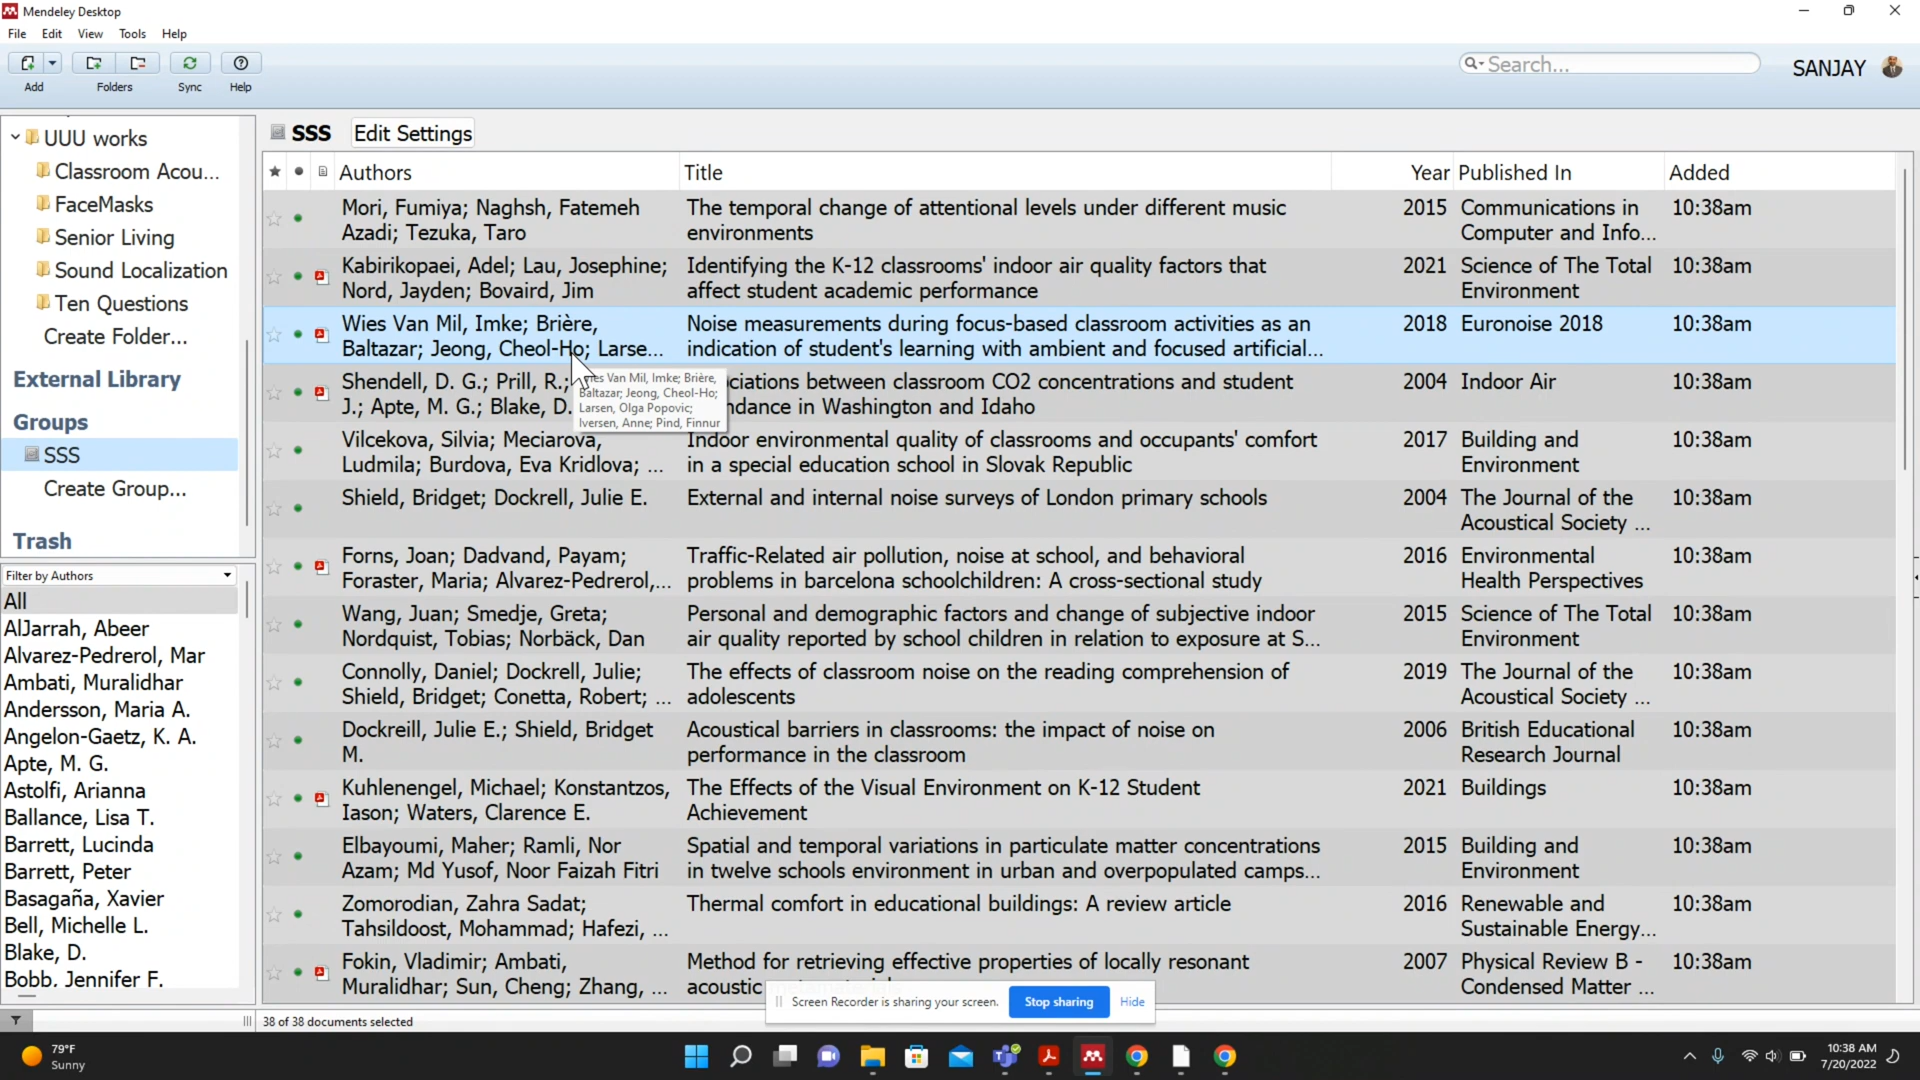 Mendeley Desktop
File Edit View Tools Help
Add Folders Sync Help
Search...
SANJAY
UUU works
Classroom Acou...
FaceMasks
Senior Living
Sound Localization
Ten Questions
Create Folder...
External Library
Groups
SSS
Create Group...
Trash
Filter by Authors
All
AlJarrah, Abeer
Alvarez-Pedrerol, Mar
Ambati, Muralidhar
Andersson, Maria A.
Angelon-Gaetz, K. A.
Apte, M. G.
Astolfi, Arianna
Ballance, Lisa T.
Barrett, Lucinda
Barrett, Peter
Basagaña, Xavier
Bell, Michelle L.
Blake, D.
Bobb, Jennifer F.
SSS Edit Settings
Authors Title Year Published In Added
Mori, Fumiya; Naghsh, Fatemeh The temporal change of attentional levels under different music 2015 Communications in 10:38am
Azadi; Tezuka, Taro environments Computer and Info...
Kabirikopaei, Adel; Lau, Josephine; Identifying the K-12 classrooms' indoor air quality factors that 2021 Science of The Total 10:38am
Nord, Jayden; Bovaird, Jim affect student academic performance Environment
Wies Van Mil, Imke; Brière, Noise measurements during focus-based classroom activities as an 2018 Euronoise 2018 10:38am
Baltazar; Jeong, Cheol-Ho; Larse... indication of student's learning with ambient and focused artificial...
Shendell, D. G.; Prill, R.; ciations between classroom CO2 concentrations and student 2004 Indoor Air 10:38am
J.; Apte, M. G.; Blake, D. ndance in Washington and Idaho
Van Mil, Imke; Brière,
Baltazar; Jeong, Cheol-Ho;
Larsen, Olga Popovic;
Iversen, Anne; Pind, Finnur
Vilcekova, Silvia; Meciarova, Indoor environmental quality of classrooms and occupants' comfort 2017 Building and 10:38am
Ludmila; Burdova, Eva Kridlova; ... in a special education school in Slovak Republic Environment
Shield, Bridget; Dockrell, Julie E. External and internal noise surveys of London primary schools 2004 The Journal of the 10:38am
Acoustical Society ...
Forns, Joan; Dadvand, Payam; Traffic-Related air pollution, noise at school, and behavioral 2016 Environmental 10:38am
Foraster, Maria; Alvarez-Pedrerol,... problems in barcelona schoolchildren: A cross-sectional study Health Perspectives
Wang, Juan; Smedje, Greta; Personal and demographic factors and change of subjective indoor 2015 Science of The Total 10:38am
Nordquist, Tobias; Norbäck, Dan air quality reported by school children in relation to exposure at S... Environment
Connolly, Daniel; Dockrell, Julie; The effects of classroom noise on the reading comprehension of 2019 The Journal of the 10:38am
Shield, Bridget; Conetta, Robert; ... adolescents Acoustical Society ...
Dockreill, Julie E.; Shield, Bridget Acoustical barriers in classrooms: the impact of noise on 2006 British Educational 10:38am
M. performance in the classroom Research Journal
Kuhlenengel, Michael; Konstantzos, The Effects of the Visual Environment on K-12 Student 2021 Buildings 10:38am
Iason; Waters, Clarence E. Achievement
Elbayoumi, Maher; Ramli, Nor Spatial and temporal variations in particulate matter concentrations 2015 Building and 10:38am
Azam; Md Yusof, Noor Faizah Fitri in twelve schools environment in urban and overpopulated camps... Environment
Zomorodian, Zahra Sadat; Thermal comfort in educational buildings: A review article 2016 Renewable and 10:38am
Tahsildoost, Mohammad; Hafezi, ... Sustainable Energy...
Fokin, Vladimir; Ambati, Method for retrieving effective properties of locally resonant 2007 Physical Review B - 10:38am
Muralidhar; Sun, Cheng; Zhang, ... acoustic Condensed Matter ...
Screen Recorder is sharing your screen. Stop sharing Hide
38 of 38 documents selected
79°F
Sunny
10:38 AM
7/20/2022